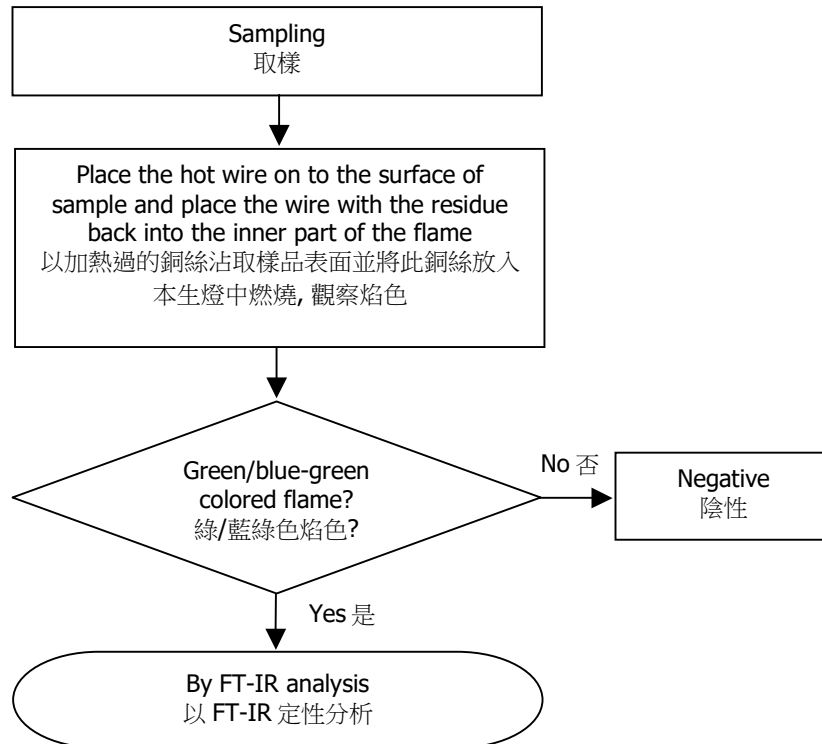 Sampling
取樣
Place the hot wire on to the surface of
sample and place the wire with the residue
back into the inner part of the flame
以加熱過的銅絲沾取樣品表面並將此銅絲放入
本生燈中燃燒, 觀察焰色
Green/blue-green
colored flame?
綠/藍綠色焰色?
No 否
Negative
陰性
Yes 是
By FT-IR analysis
以 FT-IR 定性分析